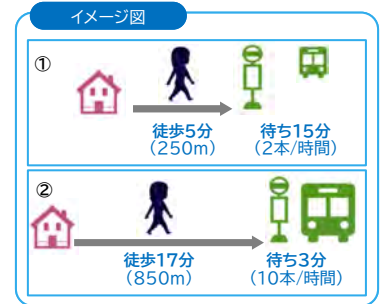 イメージ図
①
徒歩5分
(250m)
待ち15分
(2本/時間)
②
徒歩17分
(850m)
待ち3分
(10本/時間)